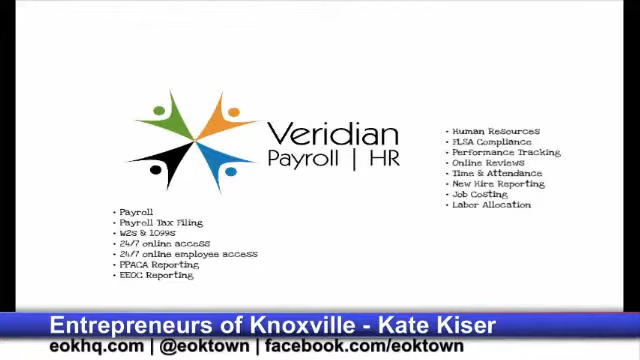 Veridian
Payroll | HR
• Human Resources
• FLSA Compliance
• Performance Tracking
• Online Reviews
• Time & Attendance
• New Hire Reporting
• Job Costing
• Labor Allocation
• Payroll
• Payroll Tax Filing
• W2s & 1099s
• 24/7 online access
• 24/7 online employee access
• PPACA Reporting
• EEOC Reporting
Entrepreneurs of Knoxville - Kate Kiser
eokhq.com | @eoktown | facebook.com/eoktown